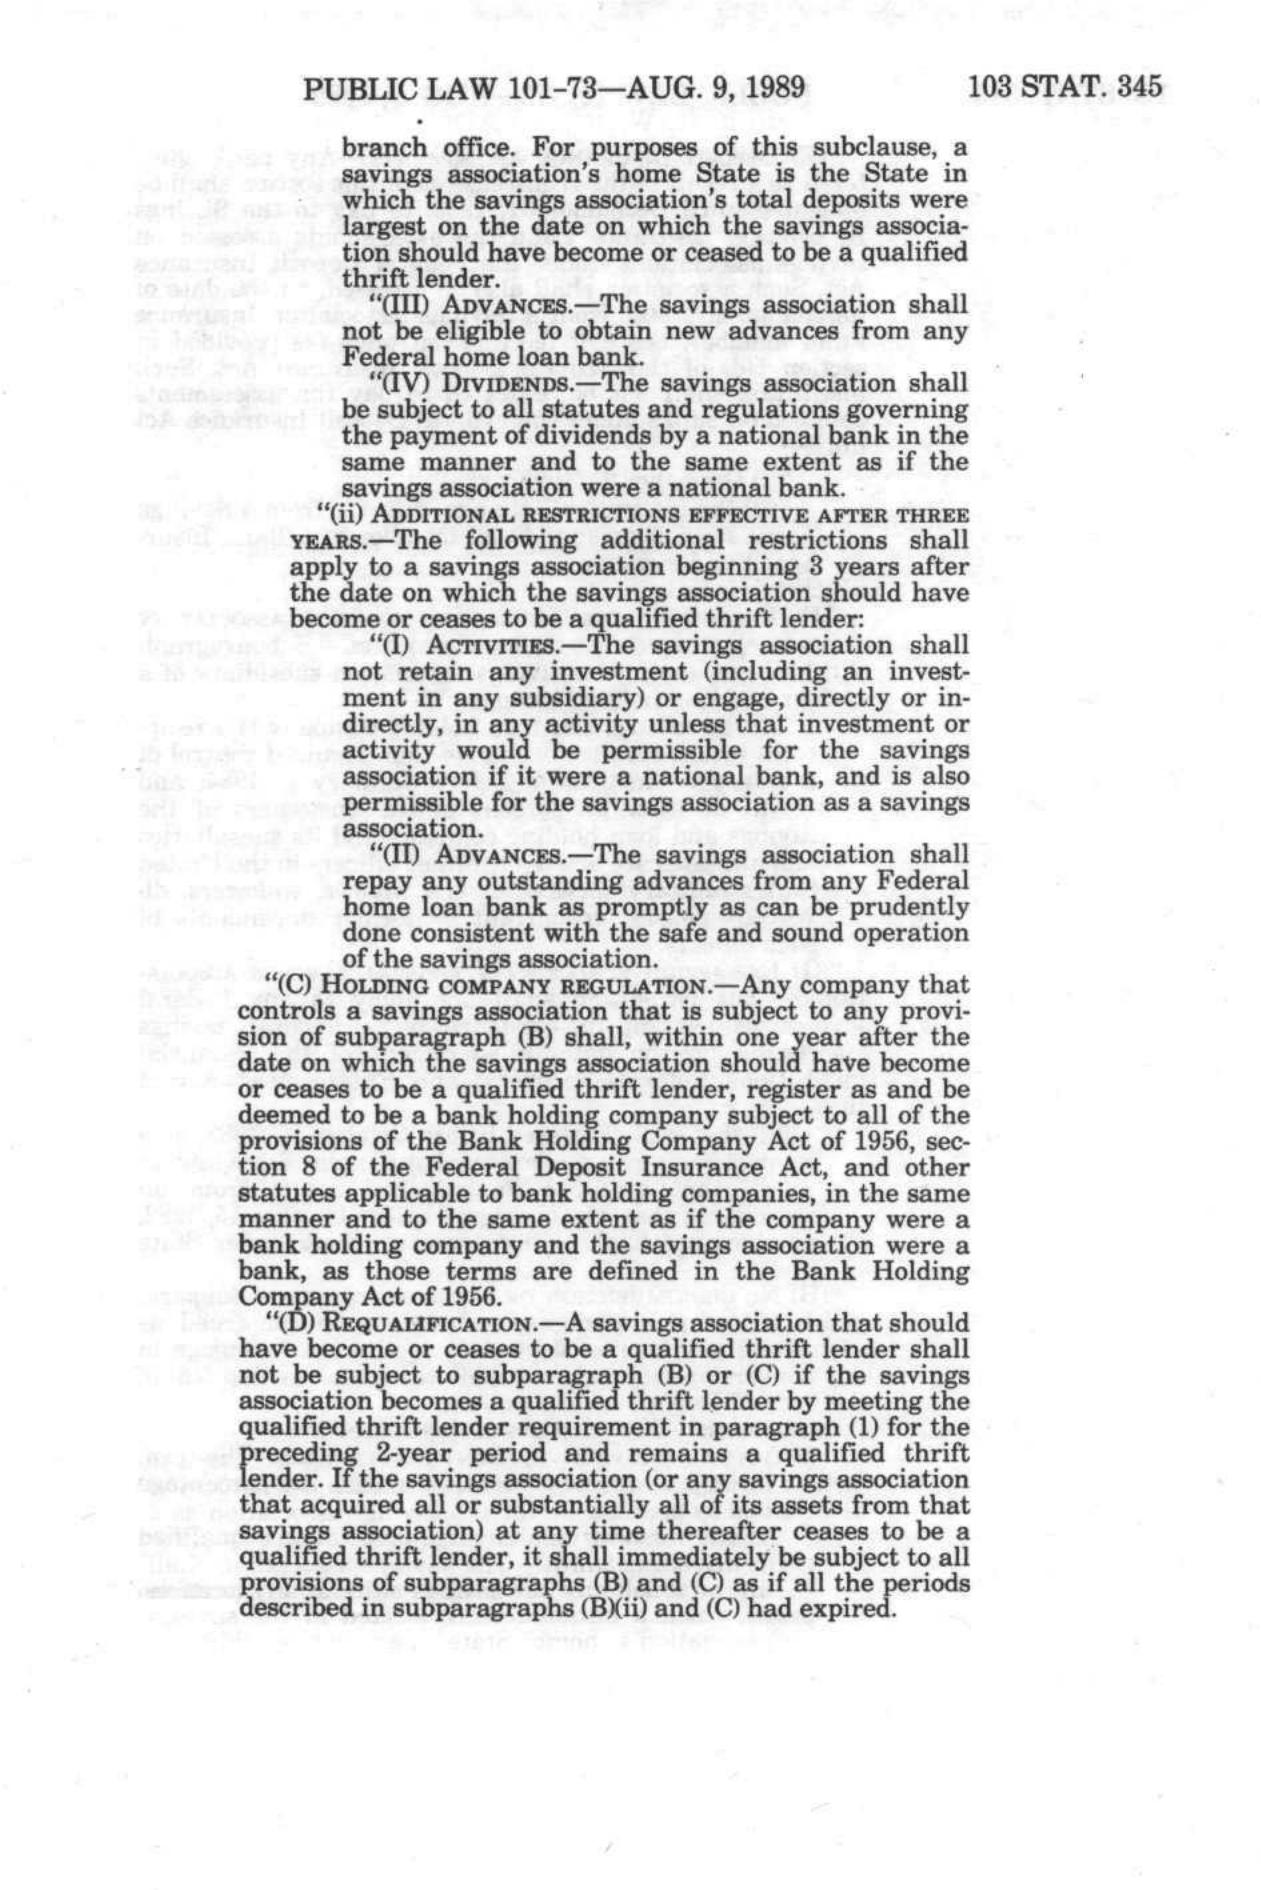 PUBLIC LAW 101-73—AUG. 9, 1989 103 STAT. 345
branch office. For purposes of this subclause, a
savings association's home State is the State in
which the savings association's total deposits were
largest on the date on which the savings associa-
tion should have become or ceased to be a qualified
thrift lender.
"(III) ADVANCES.—The savings association shall
not be eligible to obtain new advances from any
Federal home loan bank.
"(IV) DIVIDENDS.—The savings association shall
be subject to all statutes and regulations governing
the payment of dividends by a national bank in the
same manner and to the same extent as if the
savings association were a national bank.
"(ii) ADDITIONAL RESTRICTIONS EFFECTIVE AFTER THREE
YEARS.—The following additional restrictions shall
apply to a savings association beginning 3 years after
the date on which the savings association should have
become or ceases to be a qualified thrift lender:
"(I) ACTIVITIES.—The savings association shall
not retain any investment (including an invest-
ment in any subsidiary) or engage, directly or in-
directly, in any activity unless that investment or
activity would be permissible for the savings
association if it were a national bank, and is also
permissible for the savings association as a savings
association.
"(II) ADVANCES.—The savings association shall
repay any outstanding advances from any Federal
home loan bank as promptly as can be prudently
done consistent with the safe and sound operation
of the savings association.
"(C) HOLDING COMPANY REGULATION.—Any company that
controls a savings association that is subject to any provi-
sion of subparagraph (B) shall, within one year after the
date on which the savings association should have become
or ceases to be a qualified thrift lender, register as and be
deemed to be a bank holding company subject to all of the
provisions of the Bank Holding Company Act of 1956, sec-
tion 8 of the Federal Deposit Insurance Act, and other
statutes applicable to bank holding companies, in the same
manner and to the same extent as if the company were a
bank holding company and the savings association were a
bank, as those terms are defined in the Bank Holding
Company Act of 1956.
"(D) REQUALIFICATION.—A savings association that should
have become or ceases to be a qualified thrift lender shall
not be subject to subparagraph (B) or (C) if the savings
association becomes a qualified thrift lender by meeting the
qualified thrift lender requirement in paragraph (1) for the
preceding 2-year period and remains a qualified thrift
lender. If the savings association (or any savings association
that acquired all or substantially all of its assets from that
savings association) at any time thereafter ceases to be a
qualified thrift lender, it shall immediately be subject to all
provisions of subparagraphs (B) and (C) as if all the periods
described in subparagraphs (B)(ii) and (C) had expired.